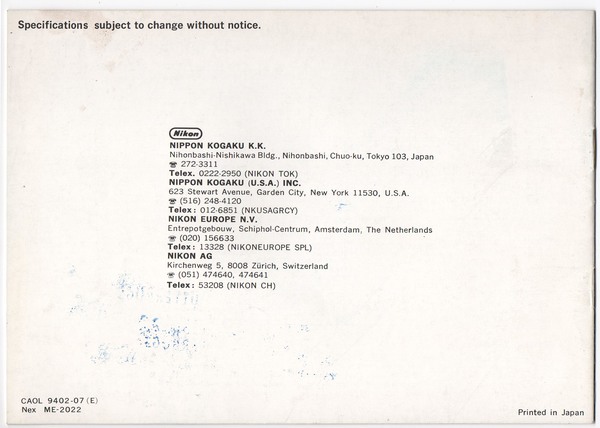 Specifications subject to change without notice.
Nikon
NIPPON KOGAKU K.K.
Nihonbashi-Nishikawa Bldg., Nihonbashi, Chuo-ku, Tokyo 103, Japan
☎ 272-3311
Telex. 0222-2950 (NIKON TOK)
NIPPON KOGAKU (U.S.A.) INC.
623 Stewart Avenue, Garden City, New York 11530, U.S.A.
☎ (516) 248-4120
Telex: 012-6851 (NKUSAGRCY)
NIKON EUROPE N.V.
Entrepotgebouw, Schiphol-Centrum, Amsterdam, The Netherlands
☎ (020) 156633
Telex: 13328 (NIKONEUROPE SPL)
NIKON AG
Kirchenweg 5, 8008 Zürich, Switzerland
☎ (051) 474640, 474641
Telex: 53208 (NIKON CH)
CAOL 9402-07 (E)
Nex ME-2022
Printed in Japan